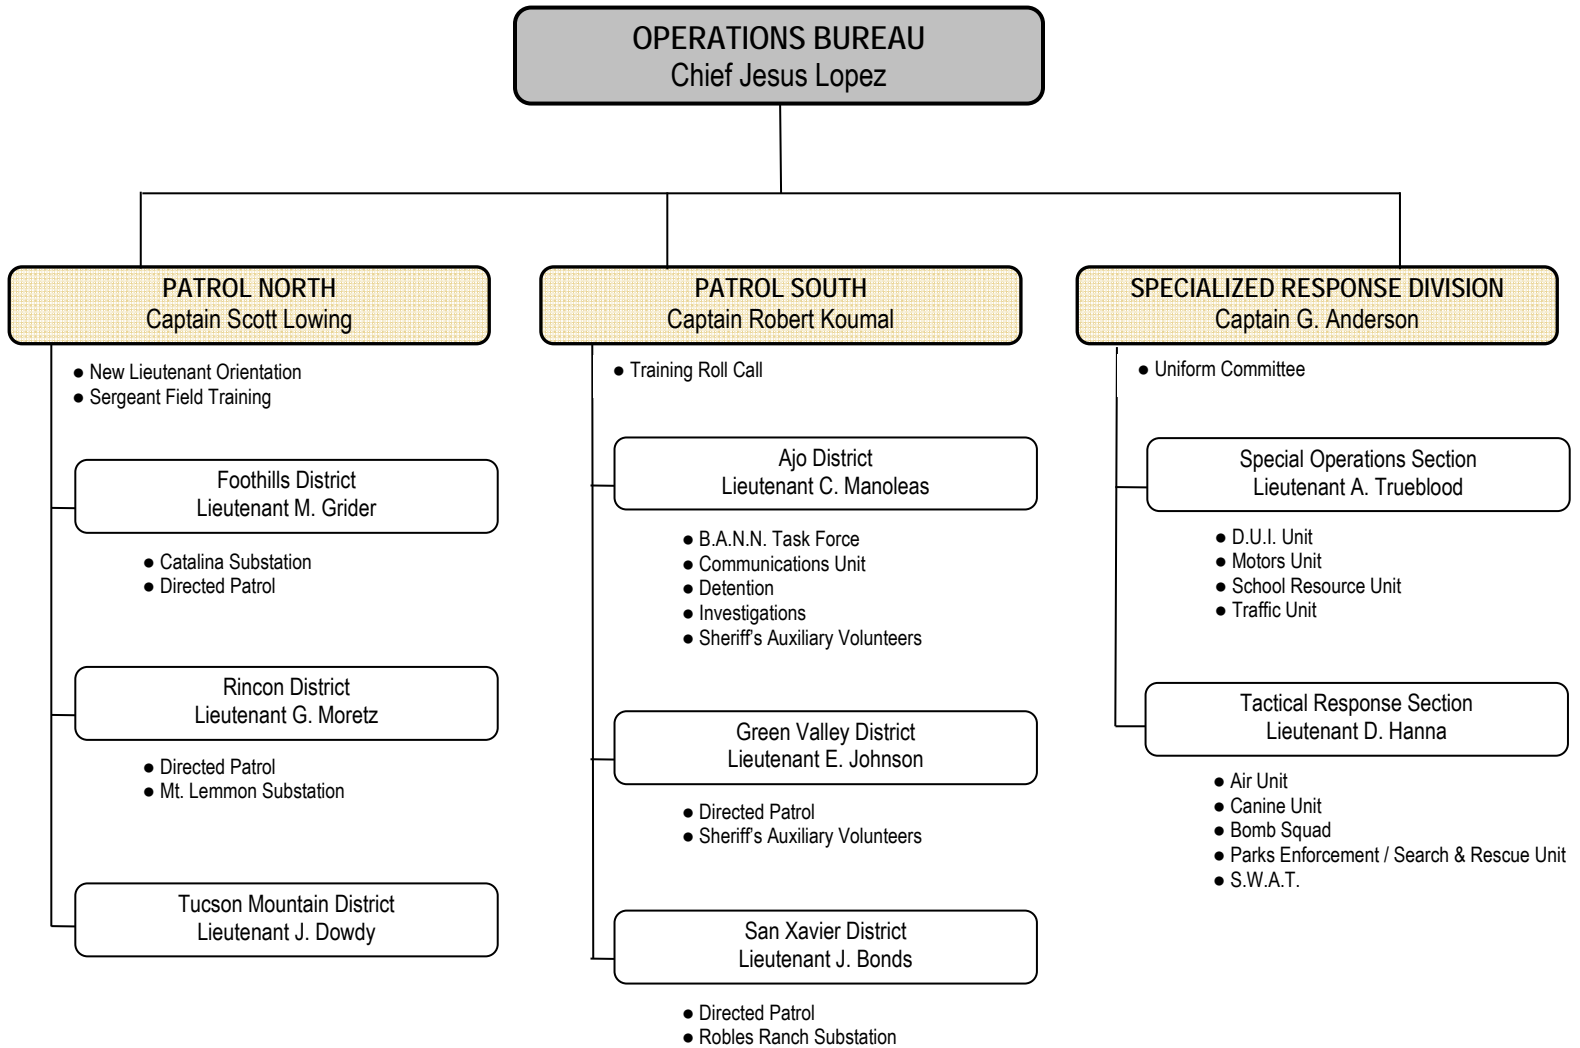 OPERATIONS BUREAU
Chief Jesus Lopez
PATROL NORTH
Captain Scott Lowing
● New Lieutenant Orientation
● Sergeant Field Training
Foothills District
Lieutenant M. Grider
● Catalina Substation
● Directed Patrol
Rincon District
Lieutenant G. Moretz
● Directed Patrol
● Mt. Lemmon Substation
Tucson Mountain District
Lieutenant J. Dowdy
PATROL SOUTH
Captain Robert Koumal
● Training Roll Call
Ajo District
Lieutenant C. Manoleas
● B.A.N.N. Task Force
● Communications Unit
● Detention
● Investigations
● Sheriff's Auxiliary Volunteers
Green Valley District
Lieutenant E. Johnson
● Directed Patrol
● Sheriff's Auxiliary Volunteers
San Xavier District
Lieutenant J. Bonds
● Directed Patrol
● Robles Ranch Substation
SPECIALIZED RESPONSE DIVISION
Captain G. Anderson
● Uniform Committee
Special Operations Section
Lieutenant A. Trueblood
● D.U.I. Unit
● Motors Unit
● School Resource Unit
● Traffic Unit
Tactical Response Section
Lieutenant D. Hanna
● Air Unit
● Canine Unit
● Bomb Squad
● Parks Enforcement / Search & Rescue Unit
● S.W.A.T.